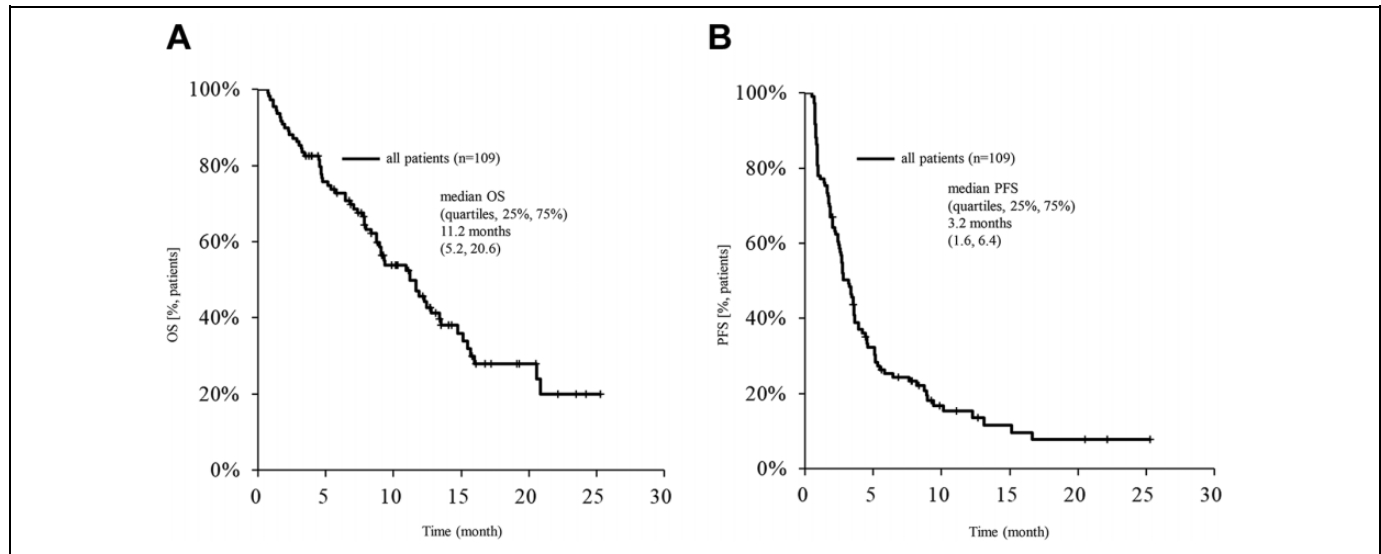 A
100%
80%
60%
40%
20%
0%
OS [%, patients]
all patients (n=109)
median OS
(quartiles, 25%, 75%)
11.2 months
(5.2, 20.6)
0 5 10 15 20 25 30
Time (month)
B
100%
80%
60%
40%
20%
0%
PFS [%, patients]
all patients (n=109)
median PFS
(quartiles, 25%, 75%)
3.2 months
(1.6, 6.4)
0 5 10 15 20 25 30
Time (month)